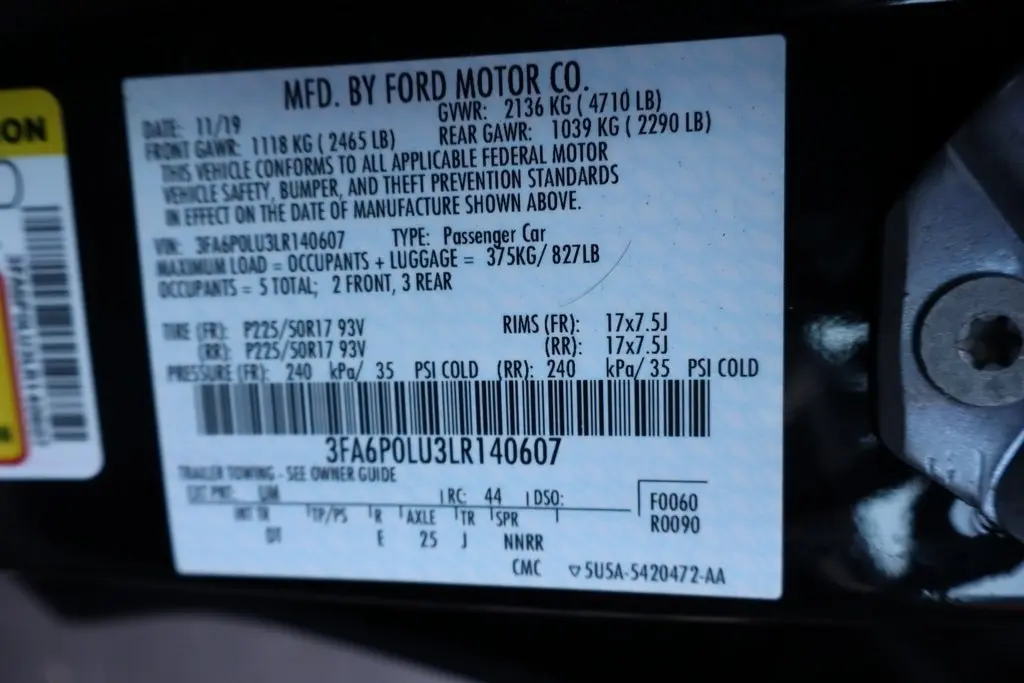 MFD. BY FORD MOTOR CO.
DATE: 11/19 GVWR: 2136 KG ( 4710 LB)
FRONT GAWR: 1118 KG ( 2465 LB) REAR GAWR: 1039 KG ( 2290 LB)
THIS VEHICLE CONFORMS TO ALL APPLICABLE FEDERAL MOTOR
VEHICLE SAFETY, BUMPER, AND THEFT PREVENTION STANDARDS
IN EFFECT ON THE DATE OF MANUFACTURE SHOWN ABOVE.
VIN: 3FA6P0LU3LR140607 TYPE: Passenger Car
MAXIMUM LOAD = OCCUPANTS + LUGGAGE = 375KG/ 827LB
OCCUPANTS = 5 TOTAL; 2 FRONT, 3 REAR
TIRE (FR): P225/50R17 93V RIMS (FR): 17x7.5J
(RR): P225/50R17 93V (RR): 17x7.5J
PRESSURE (FR): 240 kPa/ 35 PSI COLD (RR): 240 kPa/ 35 PSI COLD
3FA6P0LU3LR140607
TRAILER TOWING - SEE OWNER GUIDE
EXT PNT: UM RC: 44 DSO: F0060
INT TR TP/PS R AXLE TR SPR R0090
DT E 25 J NNRR
CMC 5U5A-5420472-AA
ON
3FA6P0LU3LR140607